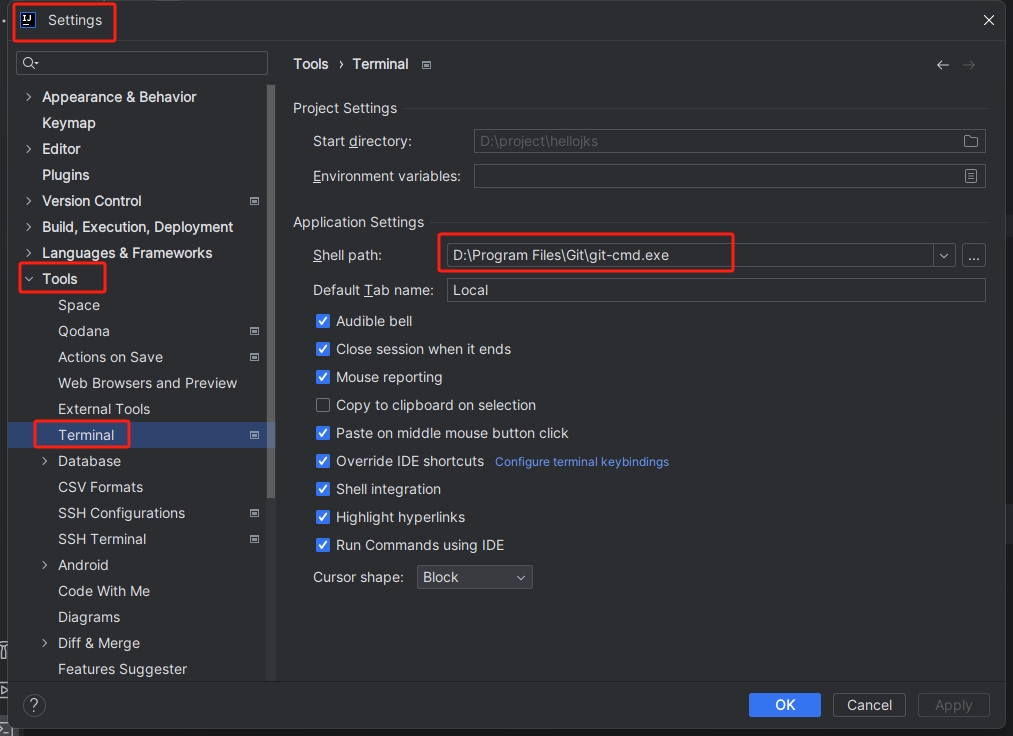 IJ Settings
Tools › Terminal
Appearance & Behavior
Keymap
Editor
Plugins
Version Control
Build, Execution, Deployment
Languages & Frameworks
Tools
Space
Qodana
Actions on Save
Web Browsers and Preview
External Tools
Terminal
Database
CSV Formats
SSH Configurations
SSH Terminal
Android
Code With Me
Diagrams
Diff & Merge
Features Suggester
Project Settings
Start directory: D:\project\hellojks
Environment variables:
Application Settings
Shell path: D:\Program Files\Git\git-cmd.exe ...
Default Tab name: Local
Audible bell
Close session when it ends
Mouse reporting
Copy to clipboard on selection
Paste on middle mouse button click
Override IDE shortcuts Configure terminal keybindings
Shell integration
Highlight hyperlinks
Run Commands using IDE
Cursor shape: Block
? OK Cancel Apply